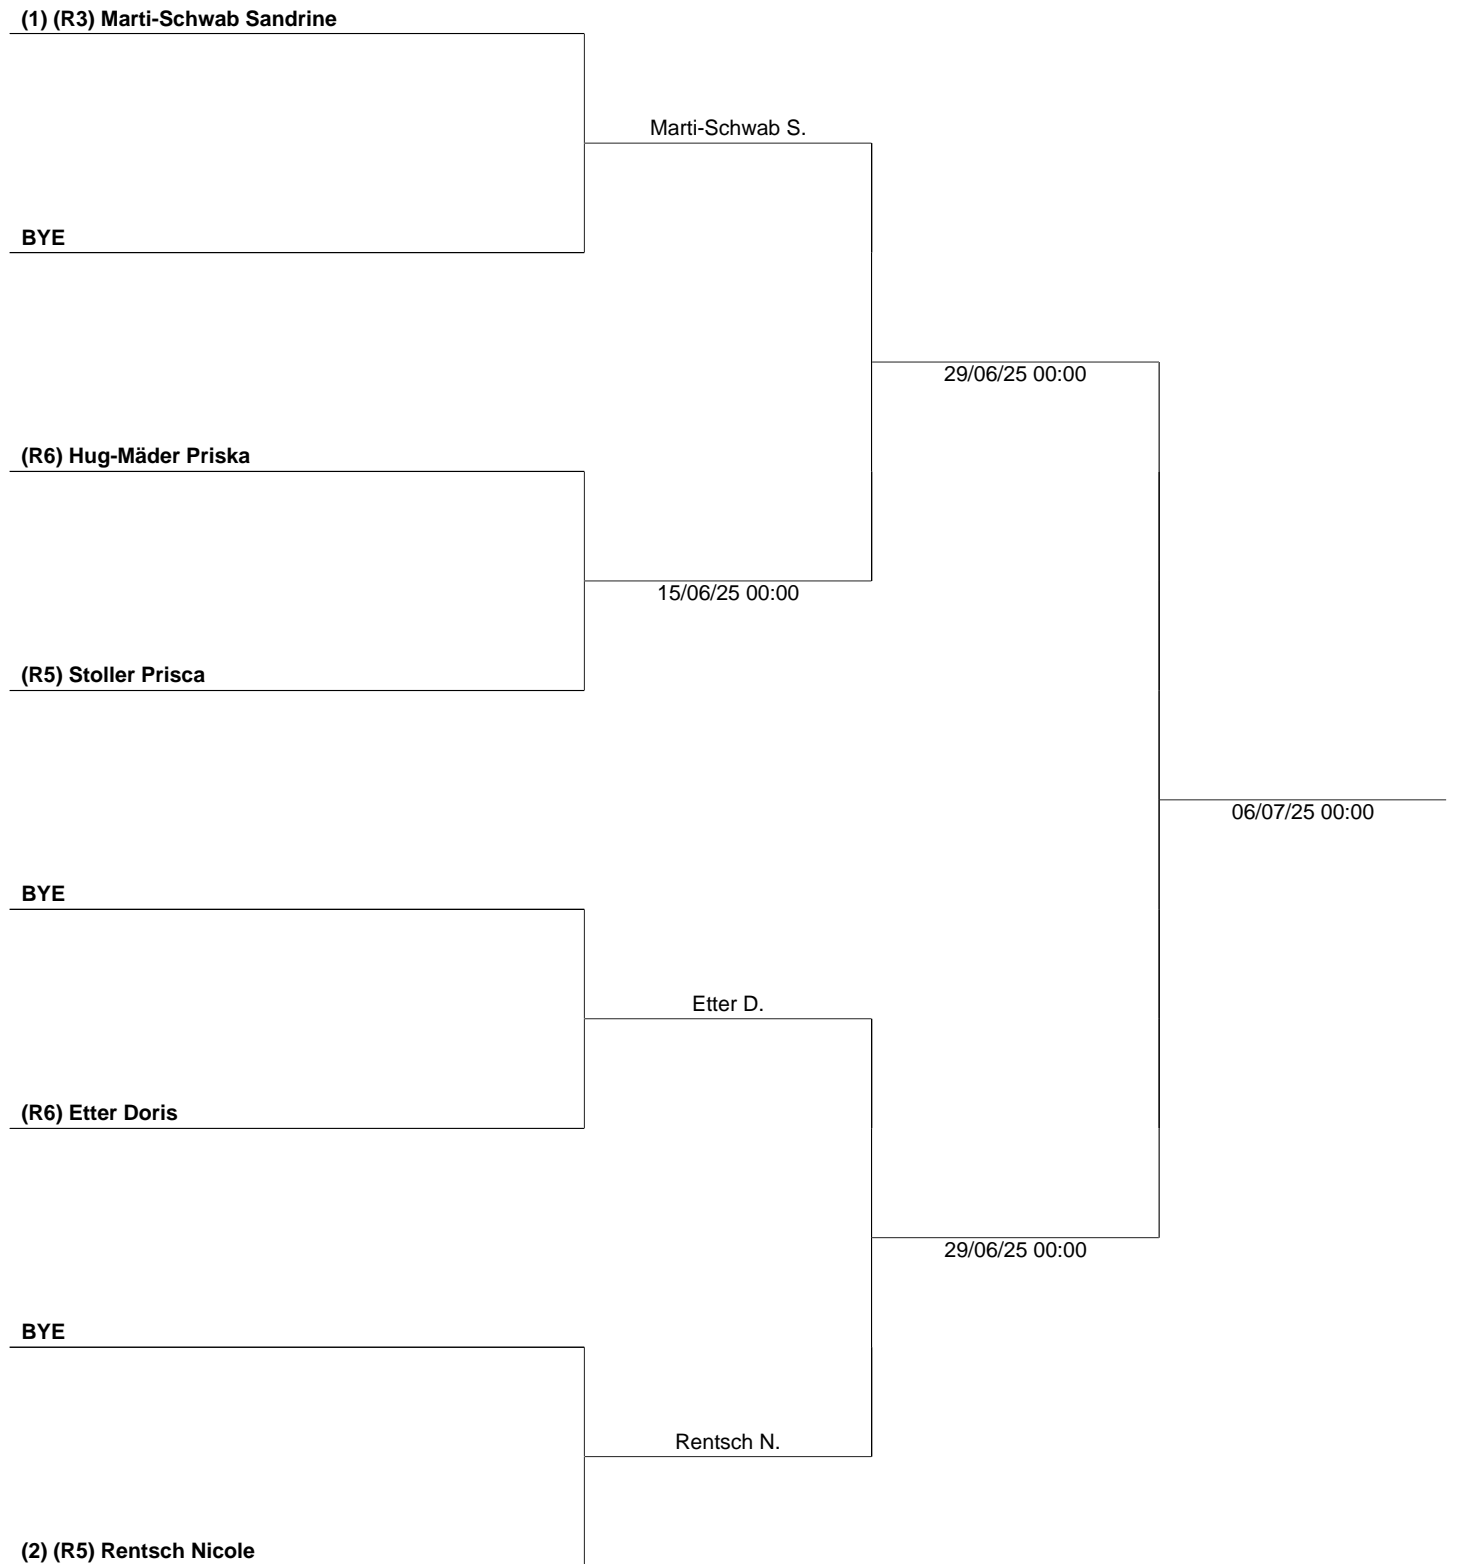 (1) (R3) Marti-Schwab Sandrine
Marti-Schwab S.
BYE
29/06/25 00:00
(R6) Hug-Mäder Priska
15/06/25 00:00
(R5) Stoller Prisca
06/07/25 00:00
BYE
Etter D.
(R6) Etter Doris
29/06/25 00:00
BYE
Rentsch N.
(2) (R5) Rentsch Nicole